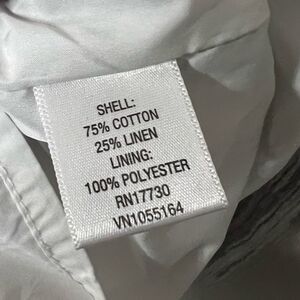 SHELL:
75% COTTON
25% LINEN
LINING:
100% POLYESTER
RN17730
VN1055164